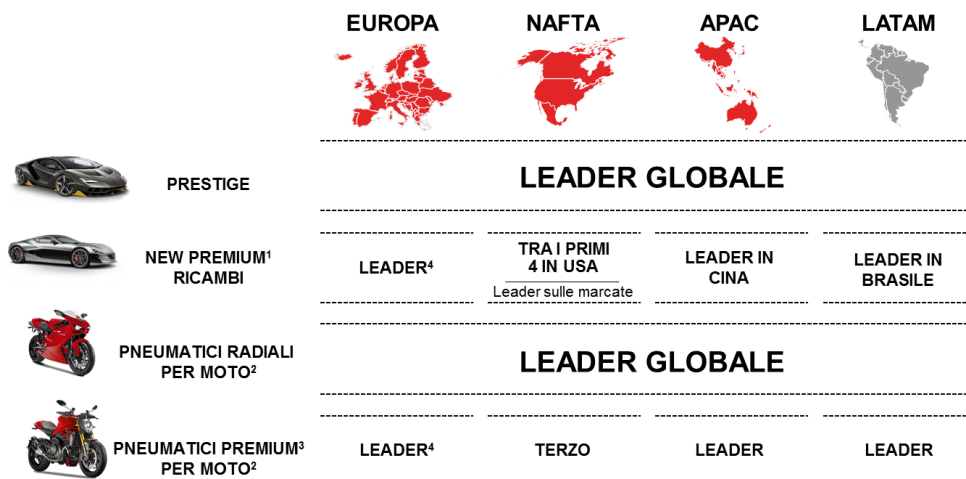 EUROPA NAFTA APAC LATAM
PRESTIGE LEADER GLOBALE
NEW PREMIUM¹
RICAMBI
LEADER⁴
TRA I PRIMI
4 IN USA
Leader sulle marcate
LEADER IN
CINA
LEADER IN
BRASILE
PNEUMATICI RADIALI
PER MOTO²
LEADER GLOBALE
PNEUMATICI PREMIUM³
PER MOTO²
LEADER⁴ TERZO LEADER LEADER